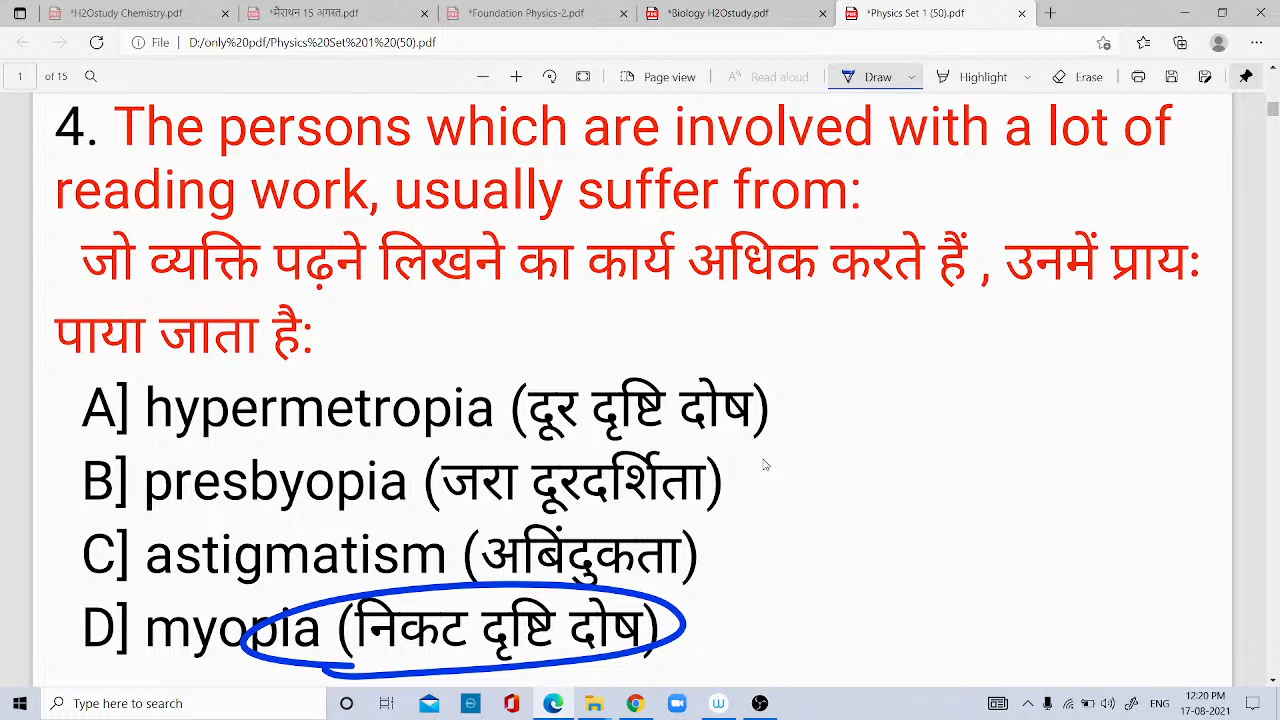 *H2Ostudy Chemistry.pdf
*मैराथन 15 अगस्त.pdf
*Foundation Physics-2.pdf
*Biology H2Ostudy.pdf
*Physics Set 1 (50).pdf
File D:/only%20pdf/Physics%20Set%201%20(50).pdf
1 of 15 Page view Read aloud Draw Highlight Erase
4. The persons which are involved with a lot of
reading work, usually suffer from:
जो व्यक्ति पढ़ने लिखने का कार्य अधिक करते हैं , उनमें प्रायः
पाया जाता है:
A] hypermetropia (दूर दृष्टि दोष)
B] presbyopia (जरा दूरदर्शिता)
C] astigmatism (अबिंदुकता)
D] myopia (निकट दृष्टि दोष)
Type here to search
ENG
12:20 PM
17-08-2021